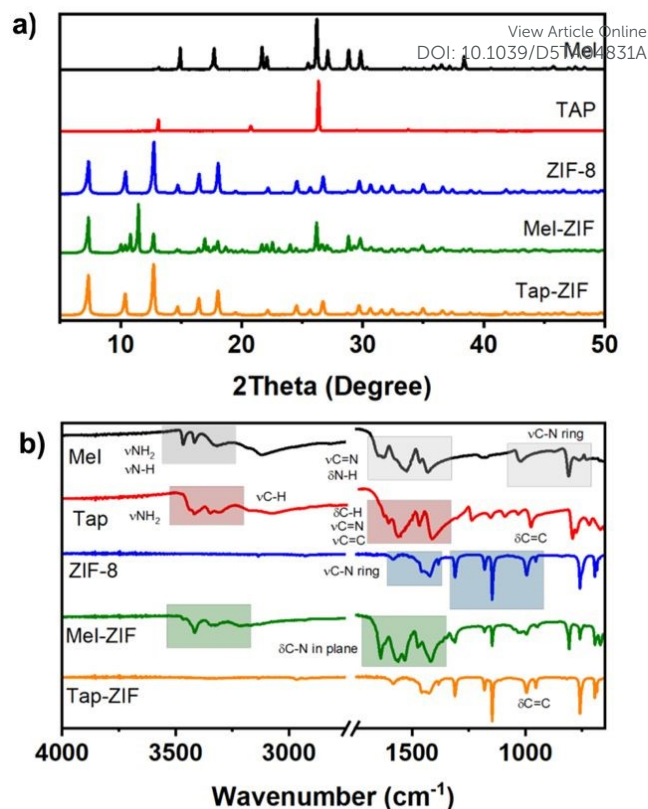 a)
View Article Online
DOI: 10.1039/D5TA04831A
Mel
TAP
ZIF-8
Mel-ZIF
Tap-ZIF
10 20 30 40 50
2Theta (Degree)
b)
Mel
νNH2
νN-H
νC=N
δN-H
νC-N ring
Tap
νNH2
νC-H
δC-H
νC=N
νC=C
δC=C
ZIF-8
νC-N ring
Mel-ZIF
δC-N in plane
Tap-ZIF
δC=C
4000 3500 3000 1500 1000
Wavenumber (cm-1)